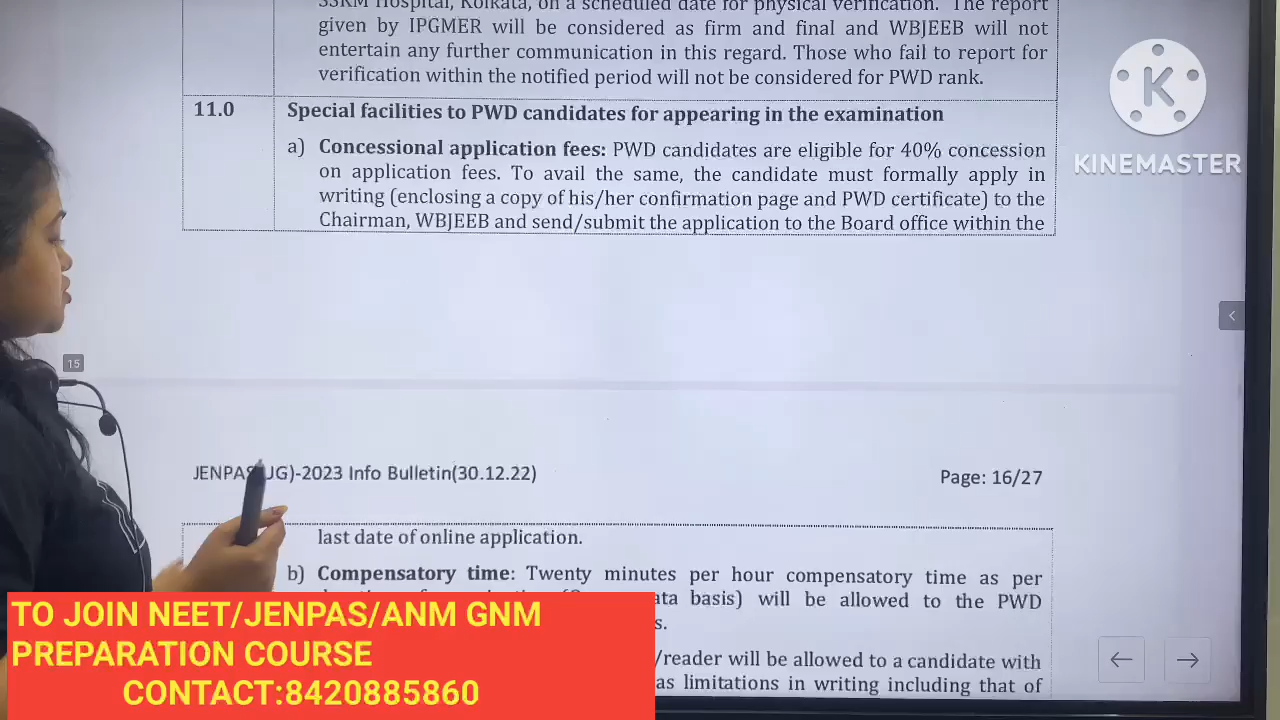 SSKM Hospital, Kolkata, on a scheduled date for physical verification. The report
given by IPGMER will be considered as firm and final and WBJEEB will not
entertain any further communication in this regard. Those who fail to report for
verification within the notified period will not be considered for PWD rank.
11.0 Special facilities to PWD candidates for appearing in the examination
a) Concessional application fees: PWD candidates are eligible for 40% concession
on application fees. To avail the same, the candidate must formally apply in
writing (enclosing a copy of his/her confirmation page and PWD certificate) to the
Chairman, WBJEEB and send/submit the application to the Board office within the
K
KINEMASTER
15
JENPAS UG)-2023 Info Bulletin(30.12.22)
Page: 16/27
last date of online application.
b) Compensatory time: Twenty minutes per hour compensatory time as per
ata basis) will be allowed to the PWD
s.
/reader will be allowed to a candidate with
as limitations in writing including that of
TO JOIN NEET/JENPAS/ANM GNM
PREPARATION COURSE
CONTACT:8420885860